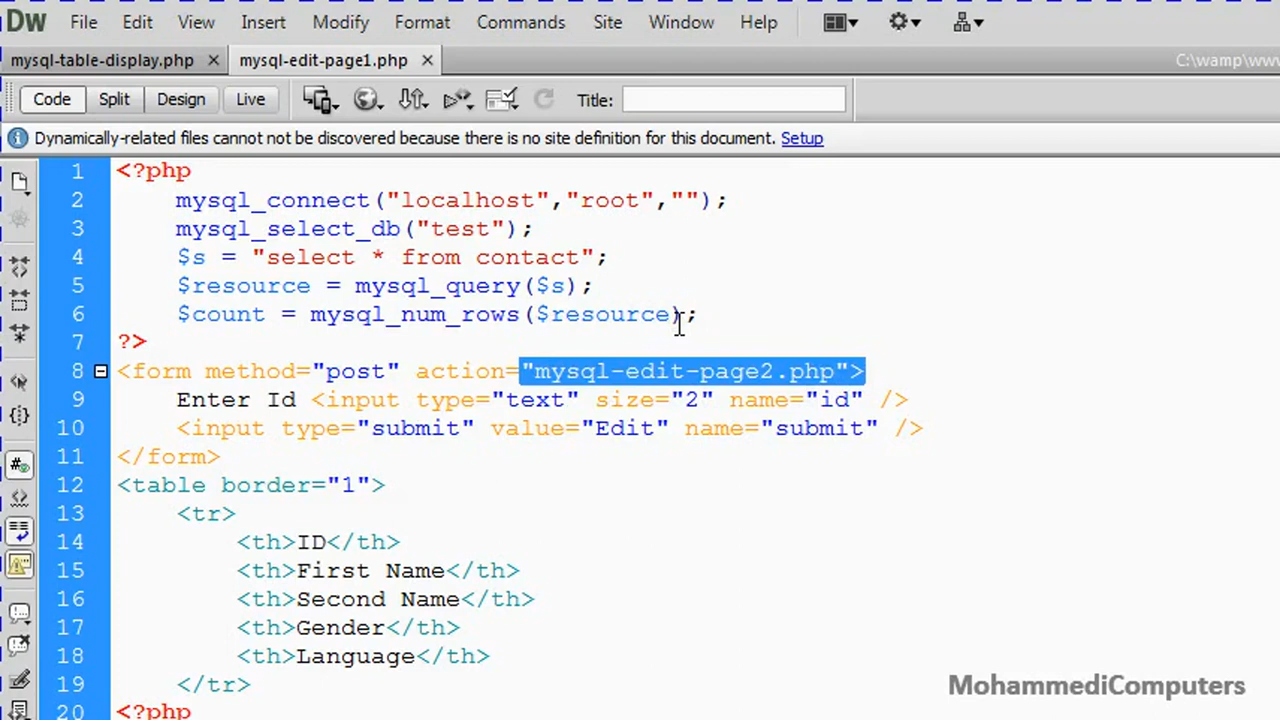 DW File Edit View Insert Modify Format Commands Site Window Help
mysql-table-display.php × mysql-edit-page1.php × C:\wamp\www
Code Split Design Live Title:
Dynamically-related files cannot be discovered because there is no site definition for this document. Setup
1 <?php
2 mysql_connect("localhost","root","");
3 mysql_select_db("test");
4 $s = "select * from contact";
5 $resource = mysql_query($s);
6 $count = mysql_num_rows($resource);
7 ?>
8 <form method="post" action="mysql-edit-page2.php">
9 Enter Id <input type="text" size="2" name="id" />
10 <input type="submit" value="Edit" name="submit" />
11 </form>
12 <table border="1">
13 <tr>
14 <th>ID</th>
15 <th>First Name</th>
16 <th>Second Name</th>
17 <th>Gender</th>
18 <th>Language</th>
19 </tr>
20 <?php
MohammediComputers